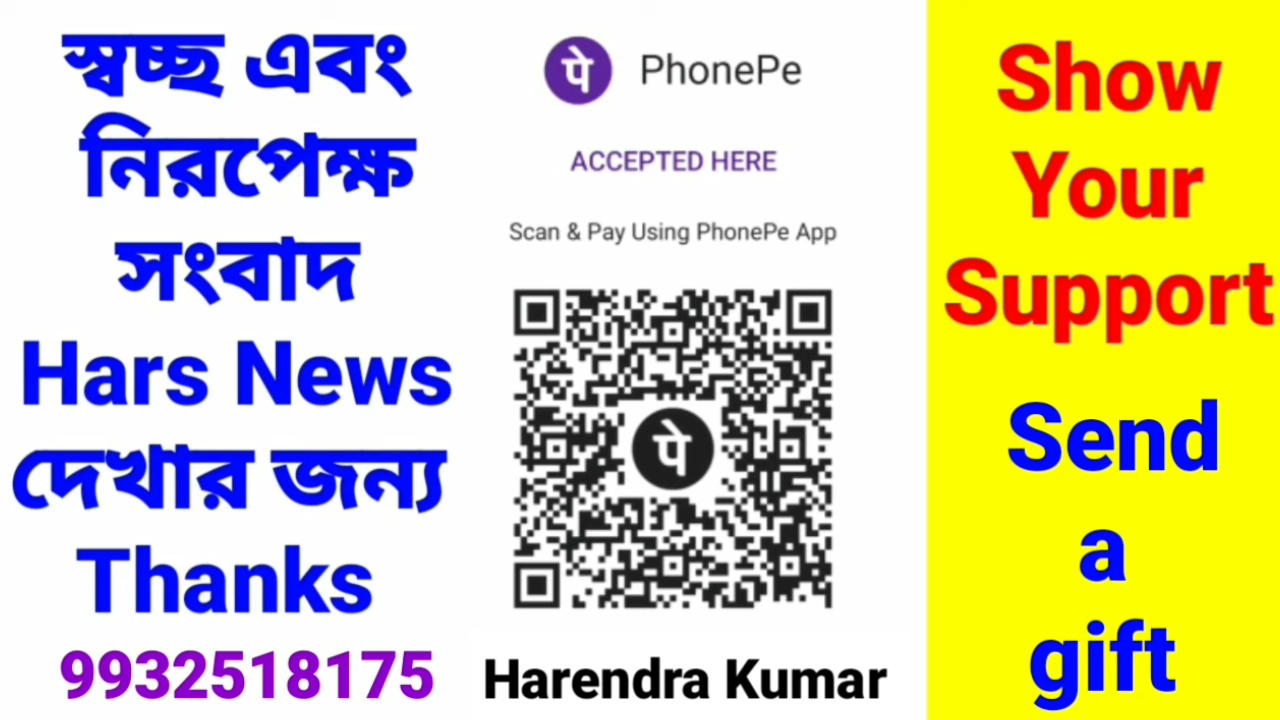 স্বচ্ছ এবং
নিরপেক্ষ
সংবাদ
Hars News
দেখার জন্য
Thanks
9932518175
पे PhonePe
ACCEPTED HERE
Scan & Pay Using PhonePe App
पे
Harendra Kumar
Show
Your
Support
Send
a
gift